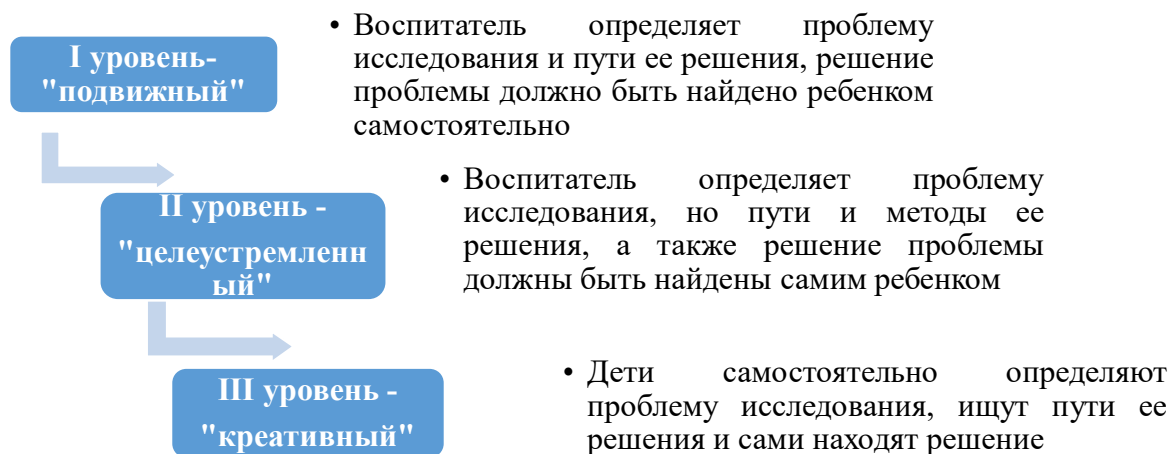 I уровень-
"подвижный"
• Воспитатель определяет проблему
исследования и пути ее решения, решение
проблемы должно быть найдено ребенком
самостоятельно
II уровень -
"целеустремленн
ый"
• Воспитатель определяет проблему
исследования, но пути и методы ее
решения, а также решение проблемы
должны быть найдены самим ребенком
III уровень -
"креативный"
• Дети самостоятельно определяют
проблему исследования, ищут пути ее
решения и сами находят решение